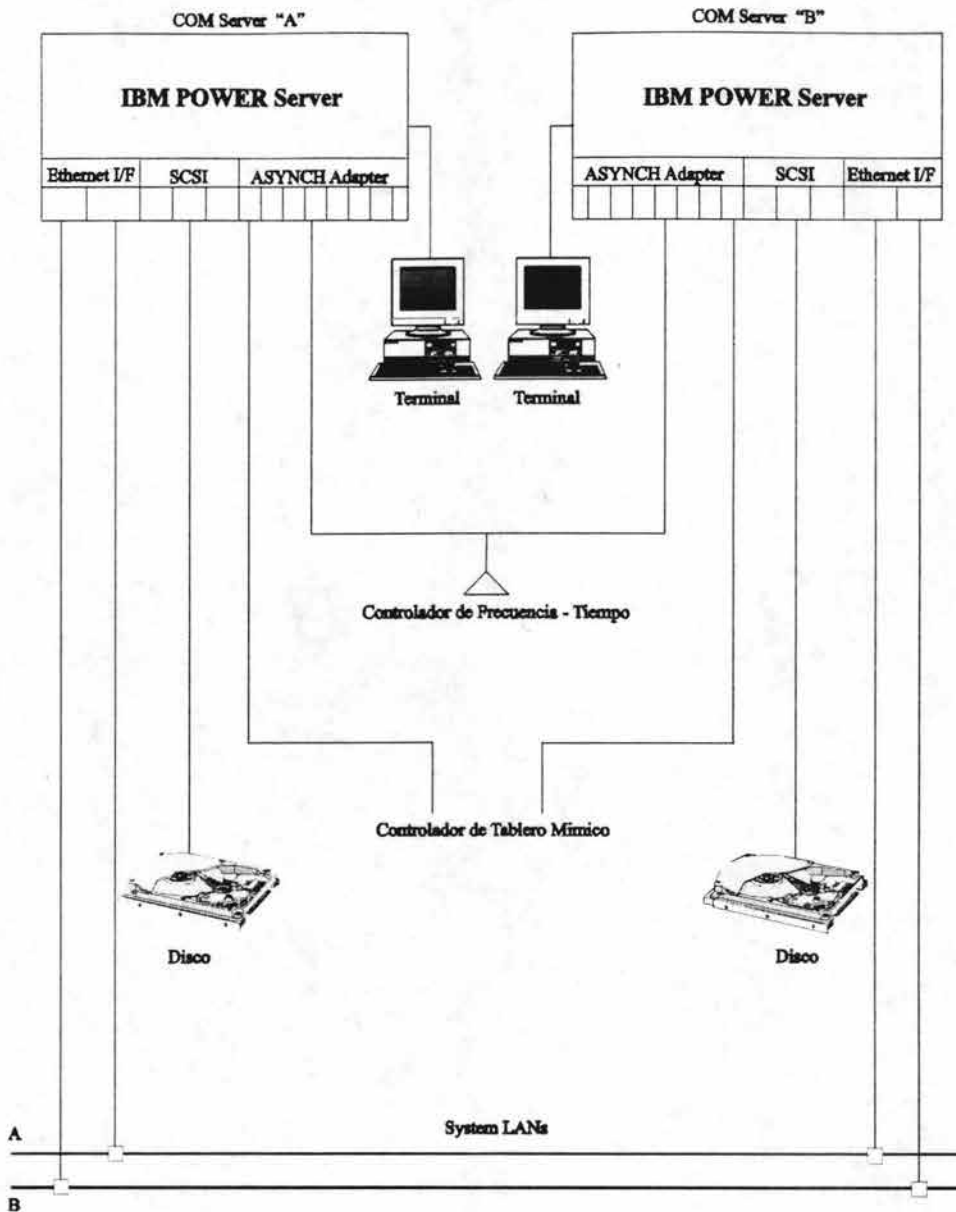 COM Server "A"
COM Server "B"
IBM POWER Server
IBM POWER Server
Ethernet I/F
SCSI
ASYNCH Adapter
ASYNCH Adapter
SCSI
Ethernet I/F
Terminal
Terminal
Controlador de Frecuencia - Tiempo
Controlador de Tablero Mimico
Disco
Disco
System LANs
A
B